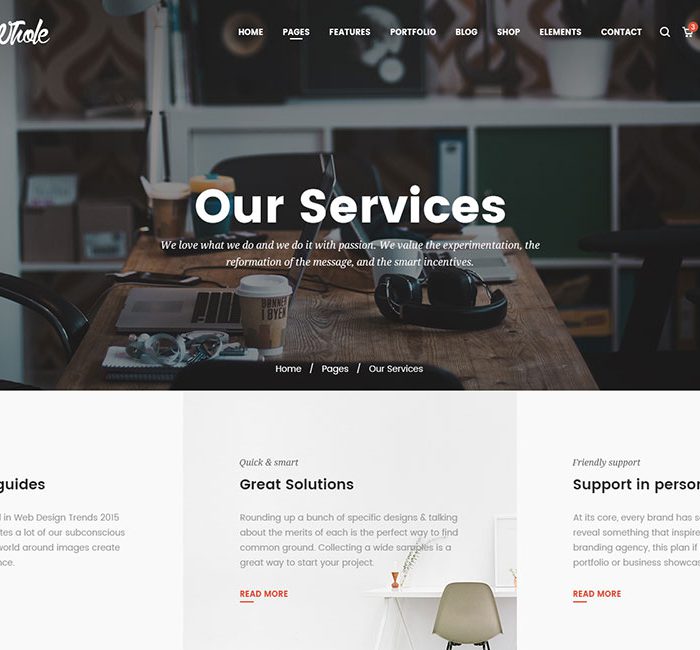 Whole
HOME PAGES FEATURES PORTFOLIO BLOG SHOP ELEMENTS CONTACT
3
Our Services
We love what we do and we do it with passion. We value the experimentation, the
reformation of the message, and the smart incentives.
BØNNER
I BYEN
Home / Pages / Our Services
guides
l in Web Design Trends 2015
tes a lot of our subconscious
world around images create
nce.
Quick & smart
Great Solutions
Rounding up a bunch of specific designs & talking
about the merits of each is the perfect way to find
common ground. Collecting a wide samples is a
great way to start your project.
READ MORE
Friendly support
Support in person
At its core, every brand has s
reveal something that inspire
branding agency, this plan if
portfolio or business showcas
READ MORE